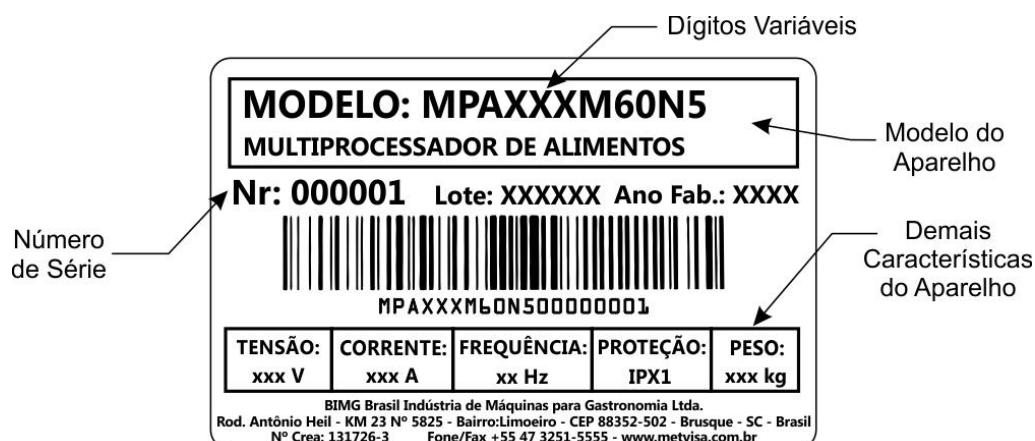 Dígitos Variáveis
MODELO: MPAXXXM60N5
MULTIPROCESSADOR DE ALIMENTOS
Modelo do
Aparelho
Nr: 000001 Lote: XXXXXX Ano Fab.: XXXX
Número
de Série
Demais
Características
do Aparelho
MPAXXXM60N500000001
TENSÃO: CORRENTE: FREQUÊNCIA: PROTEÇÃO: PESO:
xxx V xxx A xx Hz IPX1 xxx kg
BIMG Brasil Indústria de Máquinas para Gastronomia Ltda.
Rod. Antônio Heil - KM 23 Nº 5825 - Bairro:Limoeiro - CEP 88352-502 - Brusque - SC - Brasil
Nº Crea: 131726-3 Fone/Fax +55 47 3251-5555 - www.metvisa.com.br